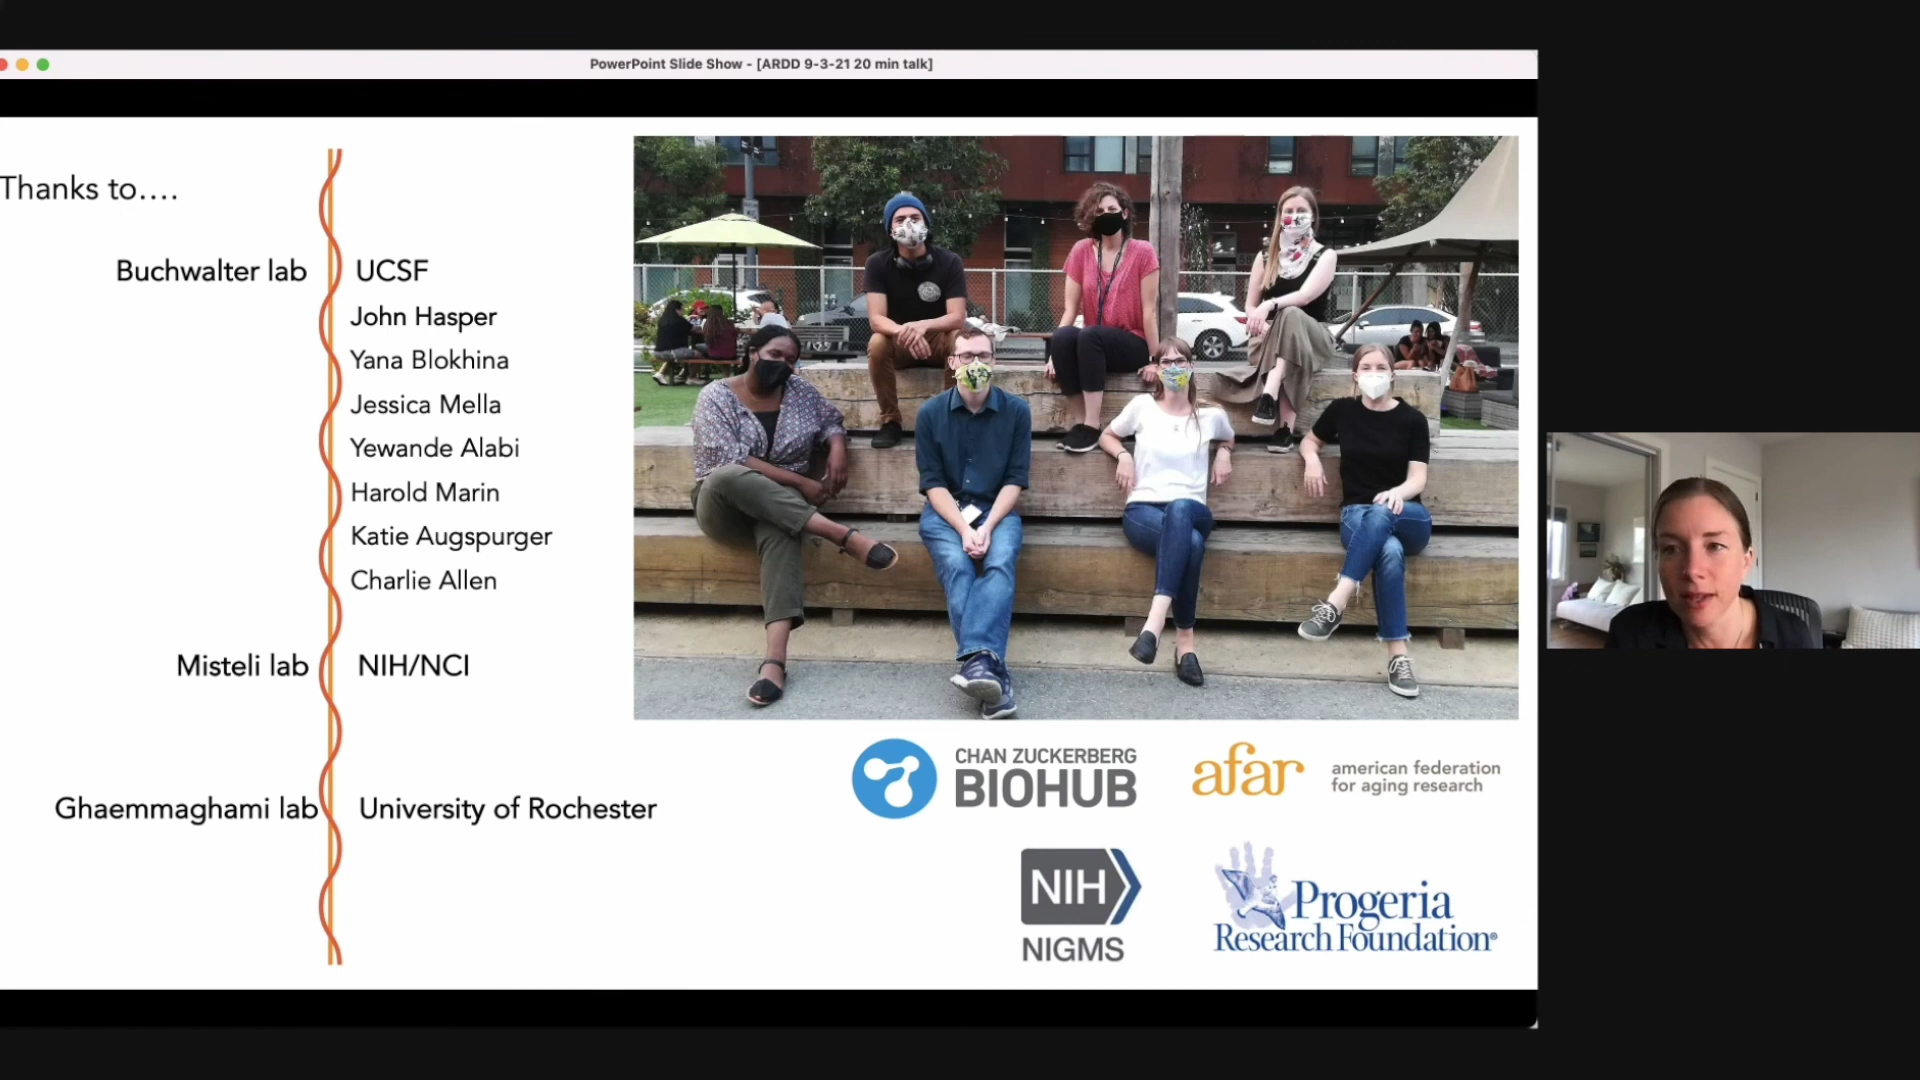 PowerPoint Slide Show - [ARDD 9-3-21 20 min talk]
Thanks to....
Buchwalter lab UCSF
John Hasper
Yana Blokhina
Jessica Mella
Yewande Alabi
Harold Marin
Katie Augspurger
Charlie Allen
Misteli lab NIH/NCI
Ghaemmaghami lab University of Rochester
CHAN ZUCKERBERG
BIOHUB
afar
american federation
for aging research
NIH
NIGMS
Progeria
Research Foundation®